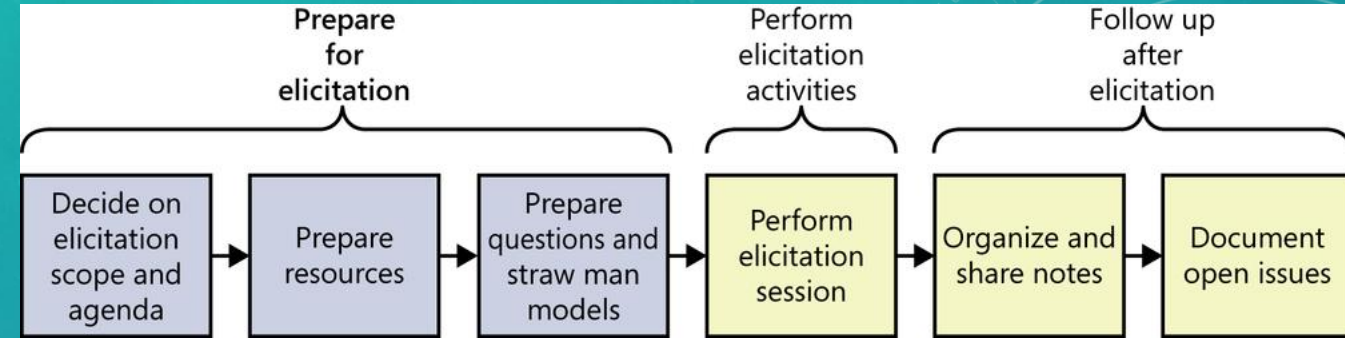 Prepare
for
elicitation
Perform
elicitation
activities
Follow up
after
elicitation
Decide on
elicitation
scope and
agenda
Prepare
resources
Prepare
questions and
straw man
models
Perform
elicitation
session
Organize and
share notes
Document
open issues